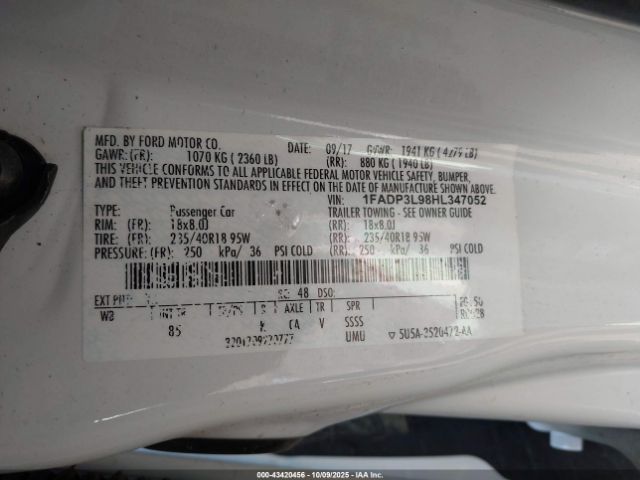 MFD. BY FORD MOTOR CO. DATE: 09/17 GVWR: 1941 KG ( 4279 LB)
GAWR: (FR): 1070 KG ( 2360 LB) (RR): 880 KG ( 1940 LB)
THIS VEHICLE CONFORMS TO ALL APPLICABLE FEDERAL MOTOR VEHICLE SAFETY, BUMPER,
AND THEFT PREVENTION STANDARDS IN EFFECT ON THE DATE OF MANUFACTURE SHOWN ABOVE.
VIN: 1FADP3L98HL347052
TYPE: Passenger Car TRAILER TOWING - SEE OWNER GUIDE
RIM: (FR): 18x8.0J (RR): 18x8.0J
TIRE: (FR): 235/40R18 95W (RR): 235/40R18 95W
PRESSURE: (FR): 250 kPa/ 36 PSI COLD (RR): 250 kPa/ 36 PSI COLD
EXT 48 DSO:
WB INT TR R AXLE TR SPR
85 CA V SSSS
UMU
000-43420456 - 10/09/2025 - IAAHQCA